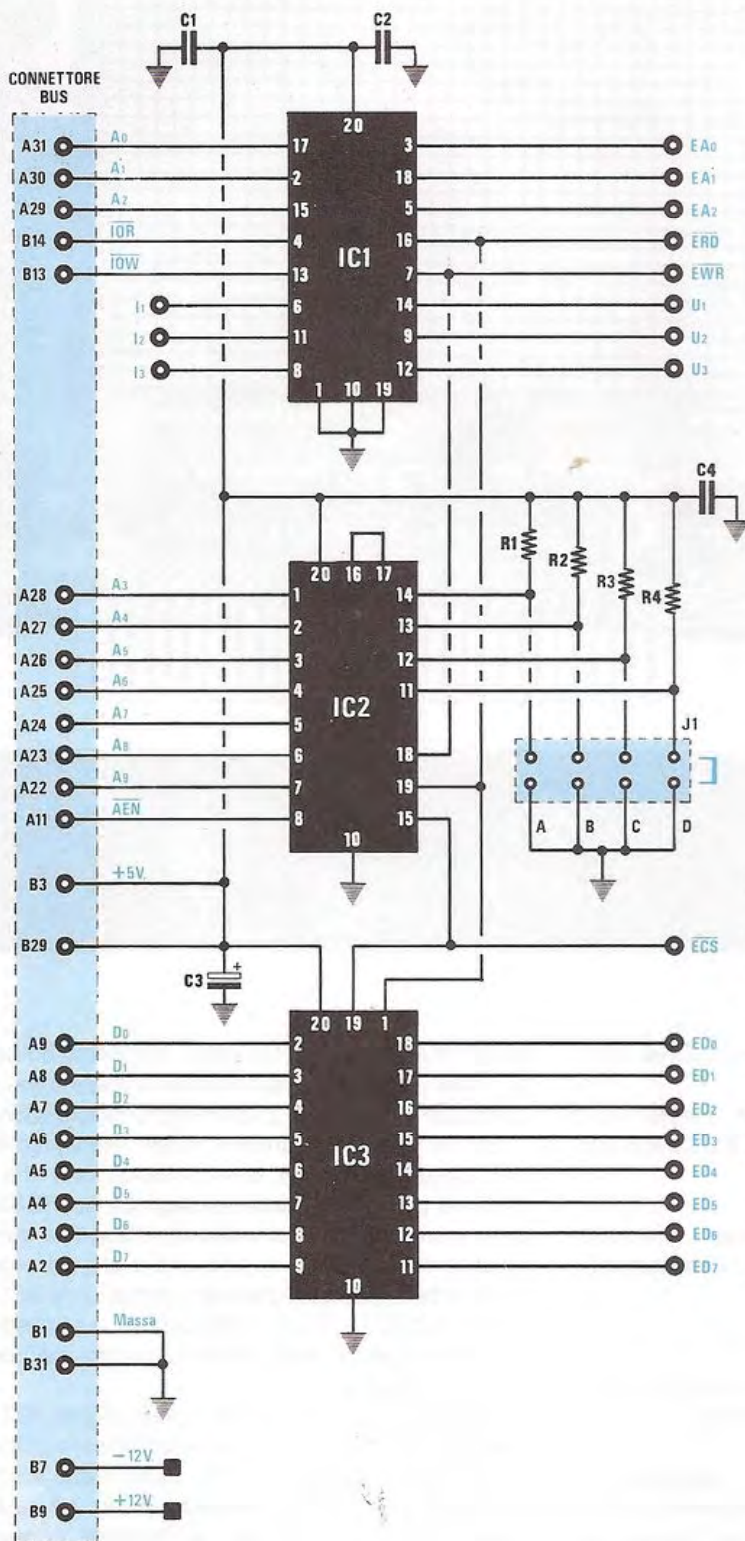 C1
C2
CONNETTORE
BUS
20
A31 A0 17 3 EA0
A30 A1 2 18 EA1
A29 A2 15 5 EA2
B14 IOR 4 16 ERD
IC1
B13 IOW 13 7 EWR
I1 6 14 U1
I2 11 9 U2
I3 8 12 U3
1 10 19
C4
R1 R2 R3 R4
20 16 17
A28 A3 1 14
A27 A4 2 13
A26 A5 3 12
A25 A6 4 11
IC2
A24 A7 5
J1
A23 A8 6 18
A22 A9 7 19
A11 AEN 8 15
A B C D
10
B3 +5V.
B29 ECS
C3 +
20 19 1
A9 D0 2 18 ED0
A8 D1 3 17 ED1
A7 D2 4 16 ED2
A6 D3 5 15 ED3
IC3
A5 D4 6 14 ED4
A4 D5 7 13 ED5
A3 D6 8 12 ED6
A2 D7 9 11 ED7
10
B1 Massa
B31
B7 −12V.
B9 +12V.